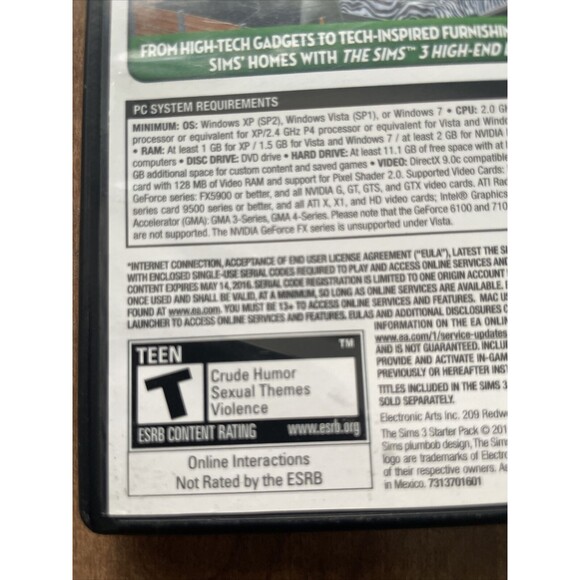 FROM HIGH-TECH GADGETS TO TECH-INSPIRED FURNISHIN
SIMS' HOMES WITH THE SIMS™ 3 HIGH-END
PC SYSTEM REQUIREMENTS
MINIMUM: OS: Windows XP (SP2), Windows Vista (SP1), or Windows 7 • CPU: 2.0 GH
processor or equivalent for XP/2.4 GHz P4 processor or equivalent for Vista and Windo
• RAM: At least 1 GB for XP / 1.5 GB for Vista and Windows 7 / at least 2 GB for NVIDIA
computers • DISC DRIVE: DVD drive • HARD DRIVE: At least 11.1 GB of free space with at l
GB additional space for custom content and saved games • VIDEO: DirectX 9.0c compatible
card with 128 MB of Video RAM and support for Pixel Shader 2.0. Supported Video Cards:
GeForce series: FX5900 or better, and all NVIDIA G, GT, GTS, and GTX video cards. ATI Rad
series card 9500 series or better, and all ATI X, X1, and HD video cards; Intel® Graphics
Accelerator (GMA): GMA 3-Series, GMA 4-Series. Please note that the GeForce 6100 and 710
are not supported. The NVIDIA GeForce FX series is unsupported under Vista.
*INTERNET CONNECTION, ACCEPTANCE OF END USER LICENSE AGREEMENT ("EULA"), LATEST THE S
WITH ENCLOSED SINGLE-USE SERIAL CODES REQUIRED TO PLAY AND ACCESS ONLINE SERVICES AND
CONTENT EXPIRES MAY 14, 2016. SERIAL CODE REGISTRATION IS LIMITED TO ONE ORIGIN ACCOUNT
ONCE USED AND SHALL BE VALID, AT A MINIMUM, SO LONG AS ONLINE SERVICES ARE AVAILABLE.
FOUND AT www.ea.com. YOU MUST BE 13+ TO ACCESS ONLINE SERVICES AND FEATURES. MAC U
LAUNCHER TO ACCESS ONLINE SERVICES AND FEATURES. EULAS AND ADDITIONAL DISCLOSURES C
INFORMATION ON THE EA ONLIN
www.ea.com/1/service-updates
AND IS NOT GUARANTEED. INCLU
PROVIDE AND ACTIVATE IN-GAM
PREVIOUSLY OR HEREAFTER INS
TITLES INCLUDED IN THE SIMS 3
SOLD SEPARATELY.
Electronic Arts Inc. 209 Redw
The Sims 3 Starter Pack © 201
Sims plumbob design, The Sim
logo are trademarks of Electro
of their respective owners. A
in Mexico. 7313701601
TEEN ™
T
Crude Humor
Sexual Themes
Violence
ESRB CONTENT RATING www.esrb.org
Online Interactions
Not Rated by the ESRB